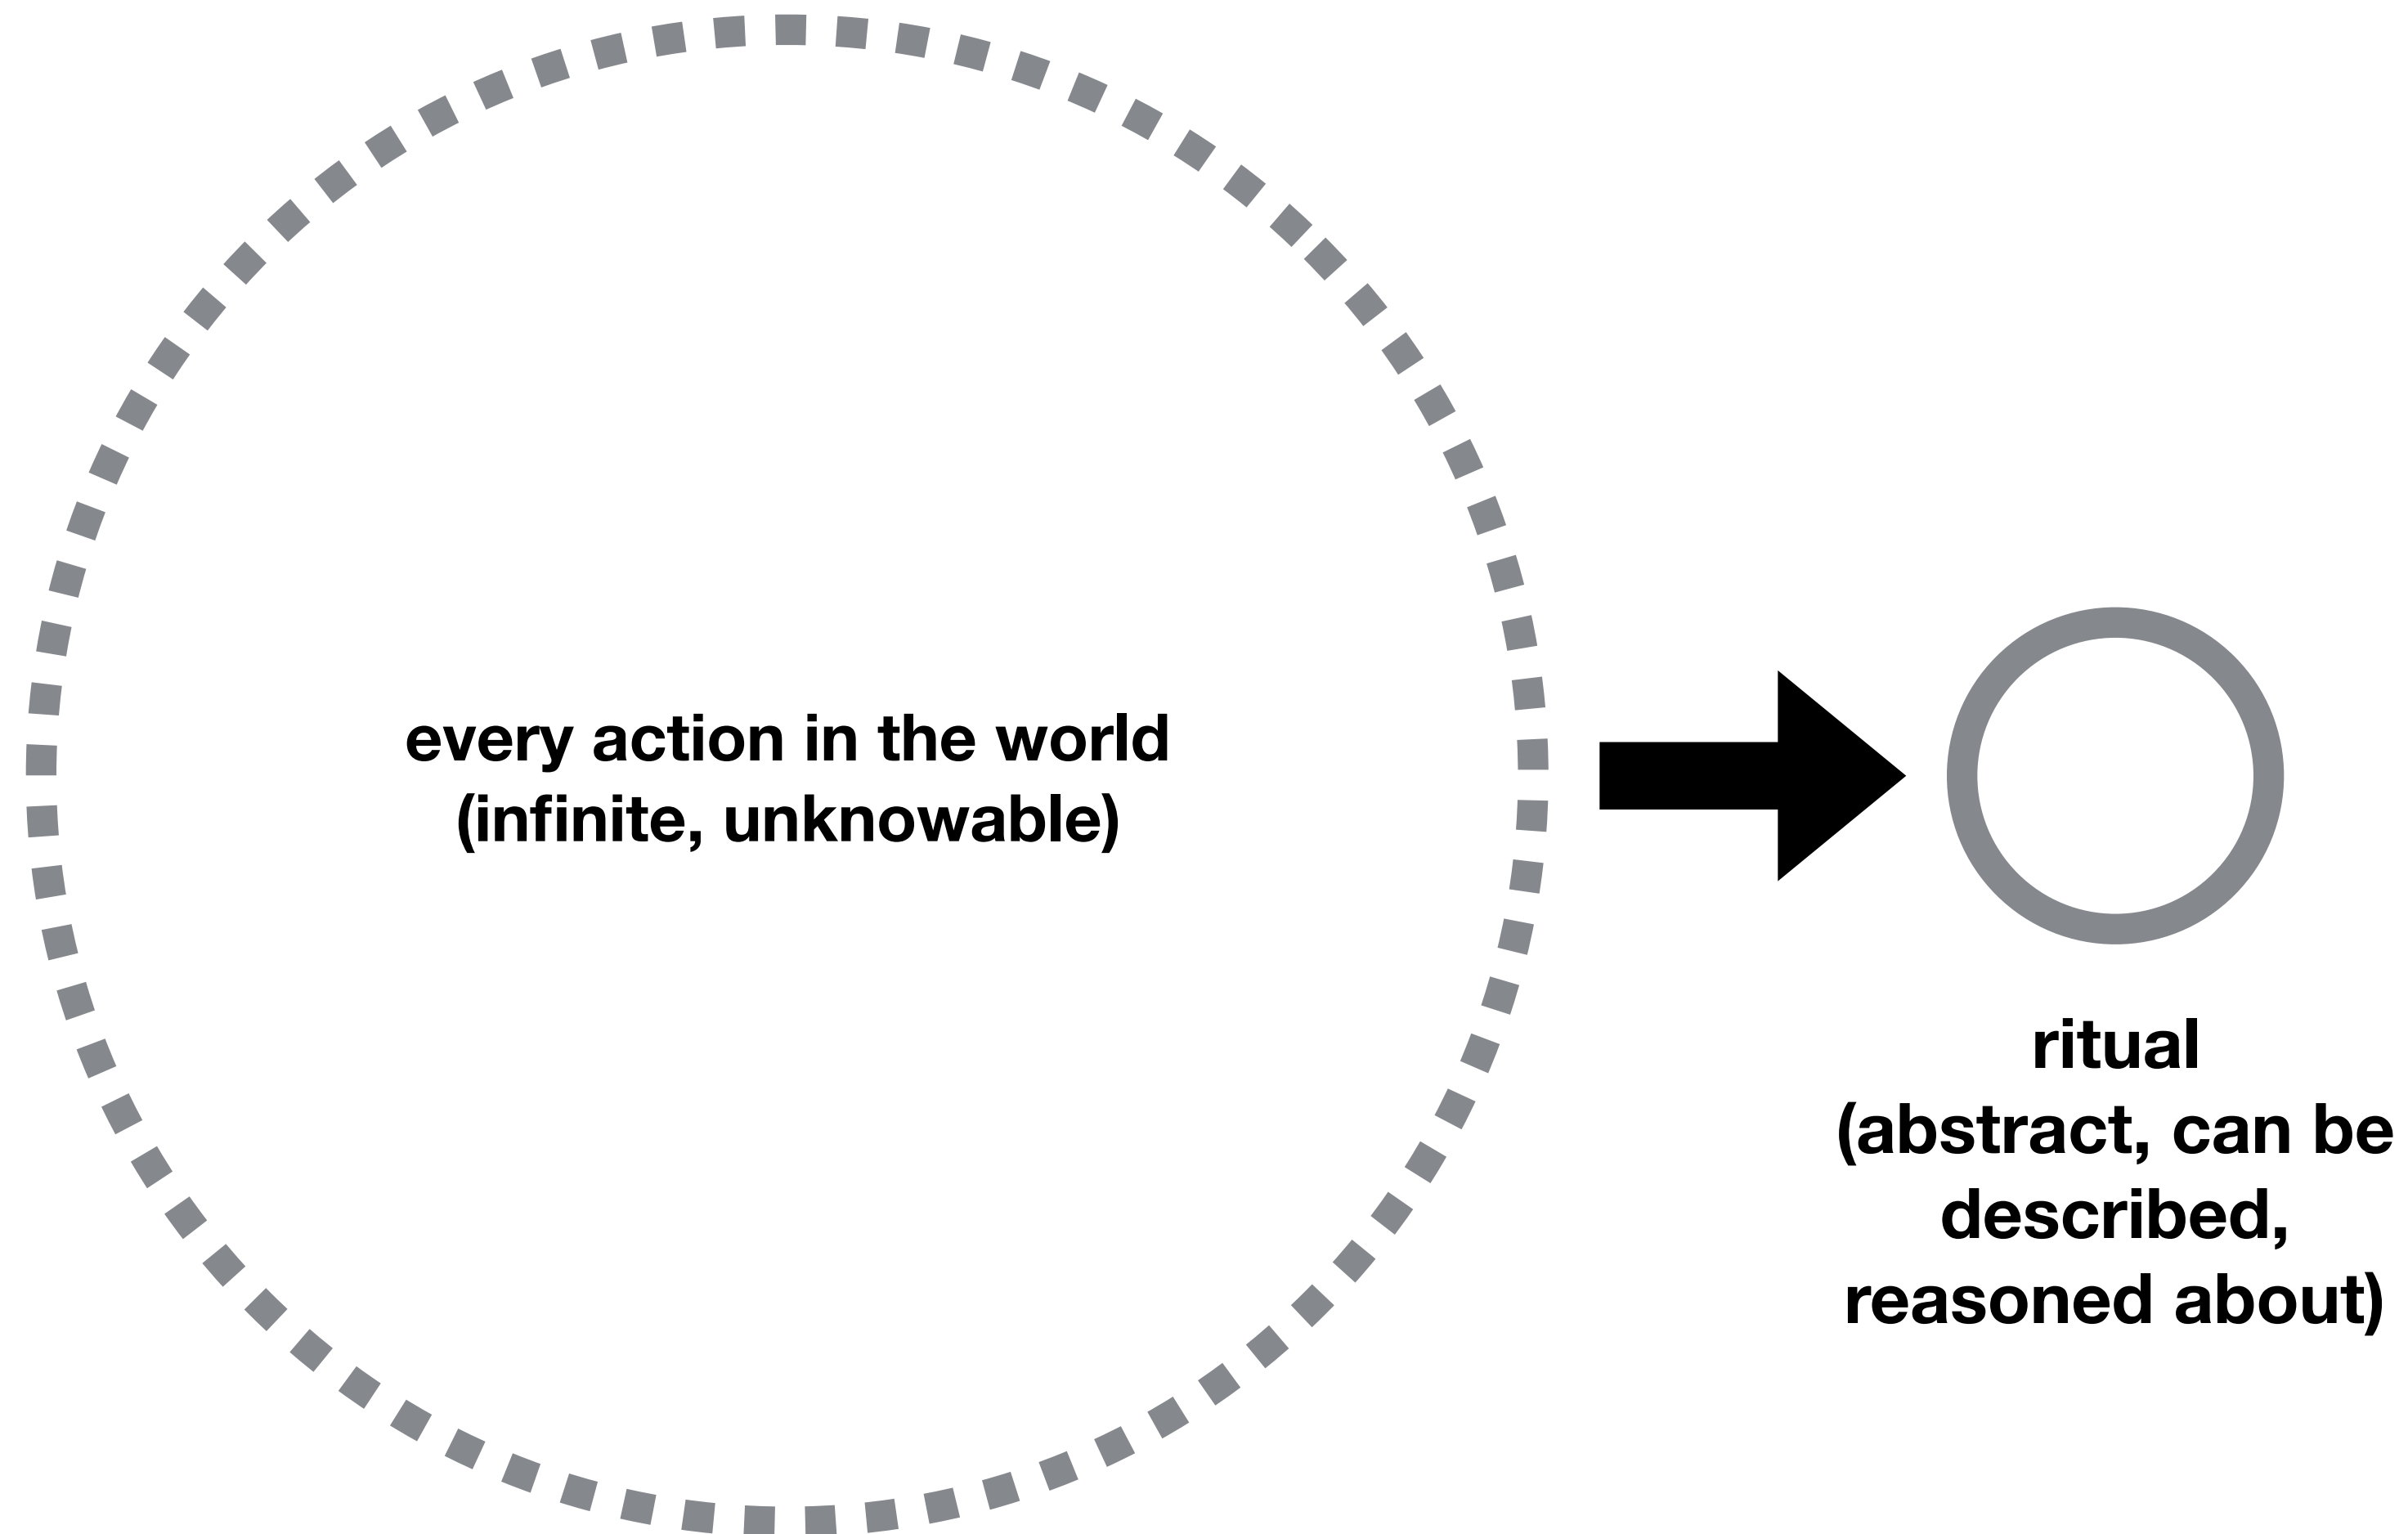 every action in the world
(infinite, unknowable)
ritual
(abstract, can be
described,
reasoned about)